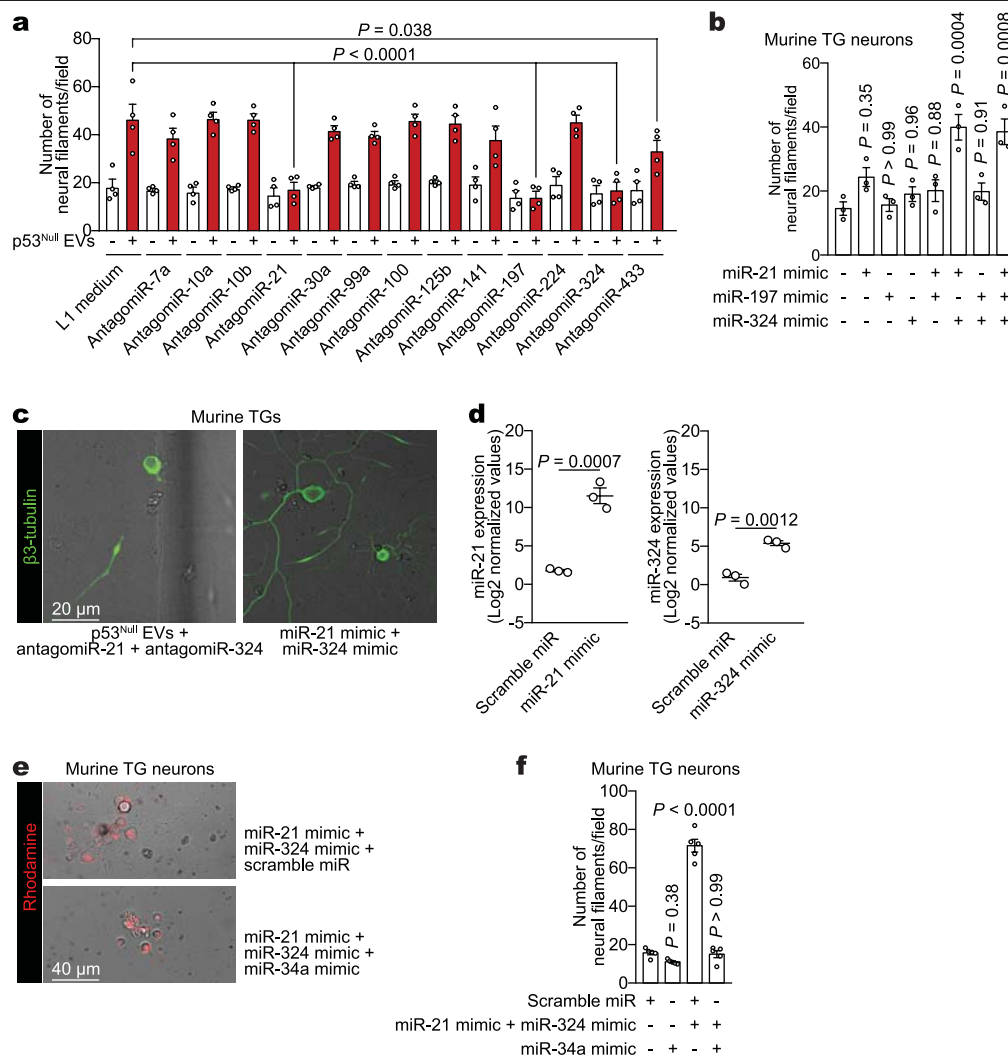 a
P = 0.038
P < 0.0001
Number of
neural filaments/field
80
60
40
20
0
p53Null EVs - + - + - + - + - + - + - + - + - + - + - + - + - + - +
L1 medium
AntagomiR-7a
AntagomiR-10a
AntagomiR-10b
AntagomiR-21
AntagomiR-30a
AntagomiR-99a
AntagomiR-100
AntagomiR-125b
AntagomiR-141
AntagomiR-197
AntagomiR-224
AntagomiR-324
AntagomiR-433
b
Murine TG neurons
Number of
neural filaments/field
60
40
20
0
P = 0.35
P > 0.99
P = 0.96
P = 0.88
P = 0.0004
P = 0.91
P = 0.0008
miR-21 mimic - + - - + + - +
miR-197 mimic - - + - + - + +
miR-324 mimic - - - + - + + +
c
Murine TGs
β3-tubulin
20 μm
p53Null EVs +
antagomiR-21 + antagomiR-324
miR-21 mimic +
miR-324 mimic
d
miR-21 expression
(Log2 normalized values)
20
15
10
5
0
-5
P = 0.0007
Scramble miR
miR-21 mimic
miR-324 expression
(Log2 normalized values)
20
15
10
5
0
-5
P = 0.0012
Scramble miR
miR-324 mimic
e
Murine TG neurons
Rhodamine
miR-21 mimic +
miR-324 mimic +
scramble miR
40 μm
miR-21 mimic +
miR-324 mimic +
miR-34a mimic
f
Murine TG neurons
Number of
neural filaments/field
100
80
60
40
20
0
P < 0.0001
P = 0.38
P > 0.99
Scramble miR + - + -
miR-21 mimic + miR-324 mimic - - + +
miR-34a mimic - + - +